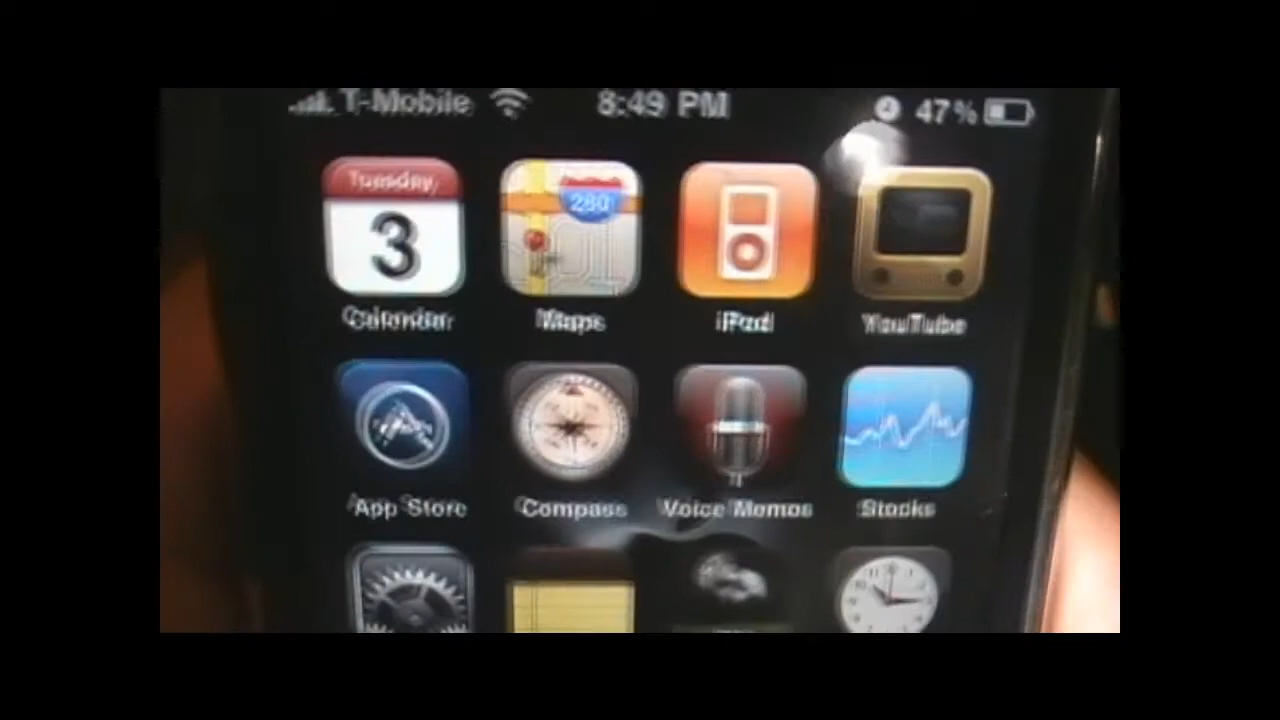 T-Mobile 8:49 PM 47%
Tuesday 280
3
Calendar Maps iPod YouTube
App Store Compass Voice Memos Stocks